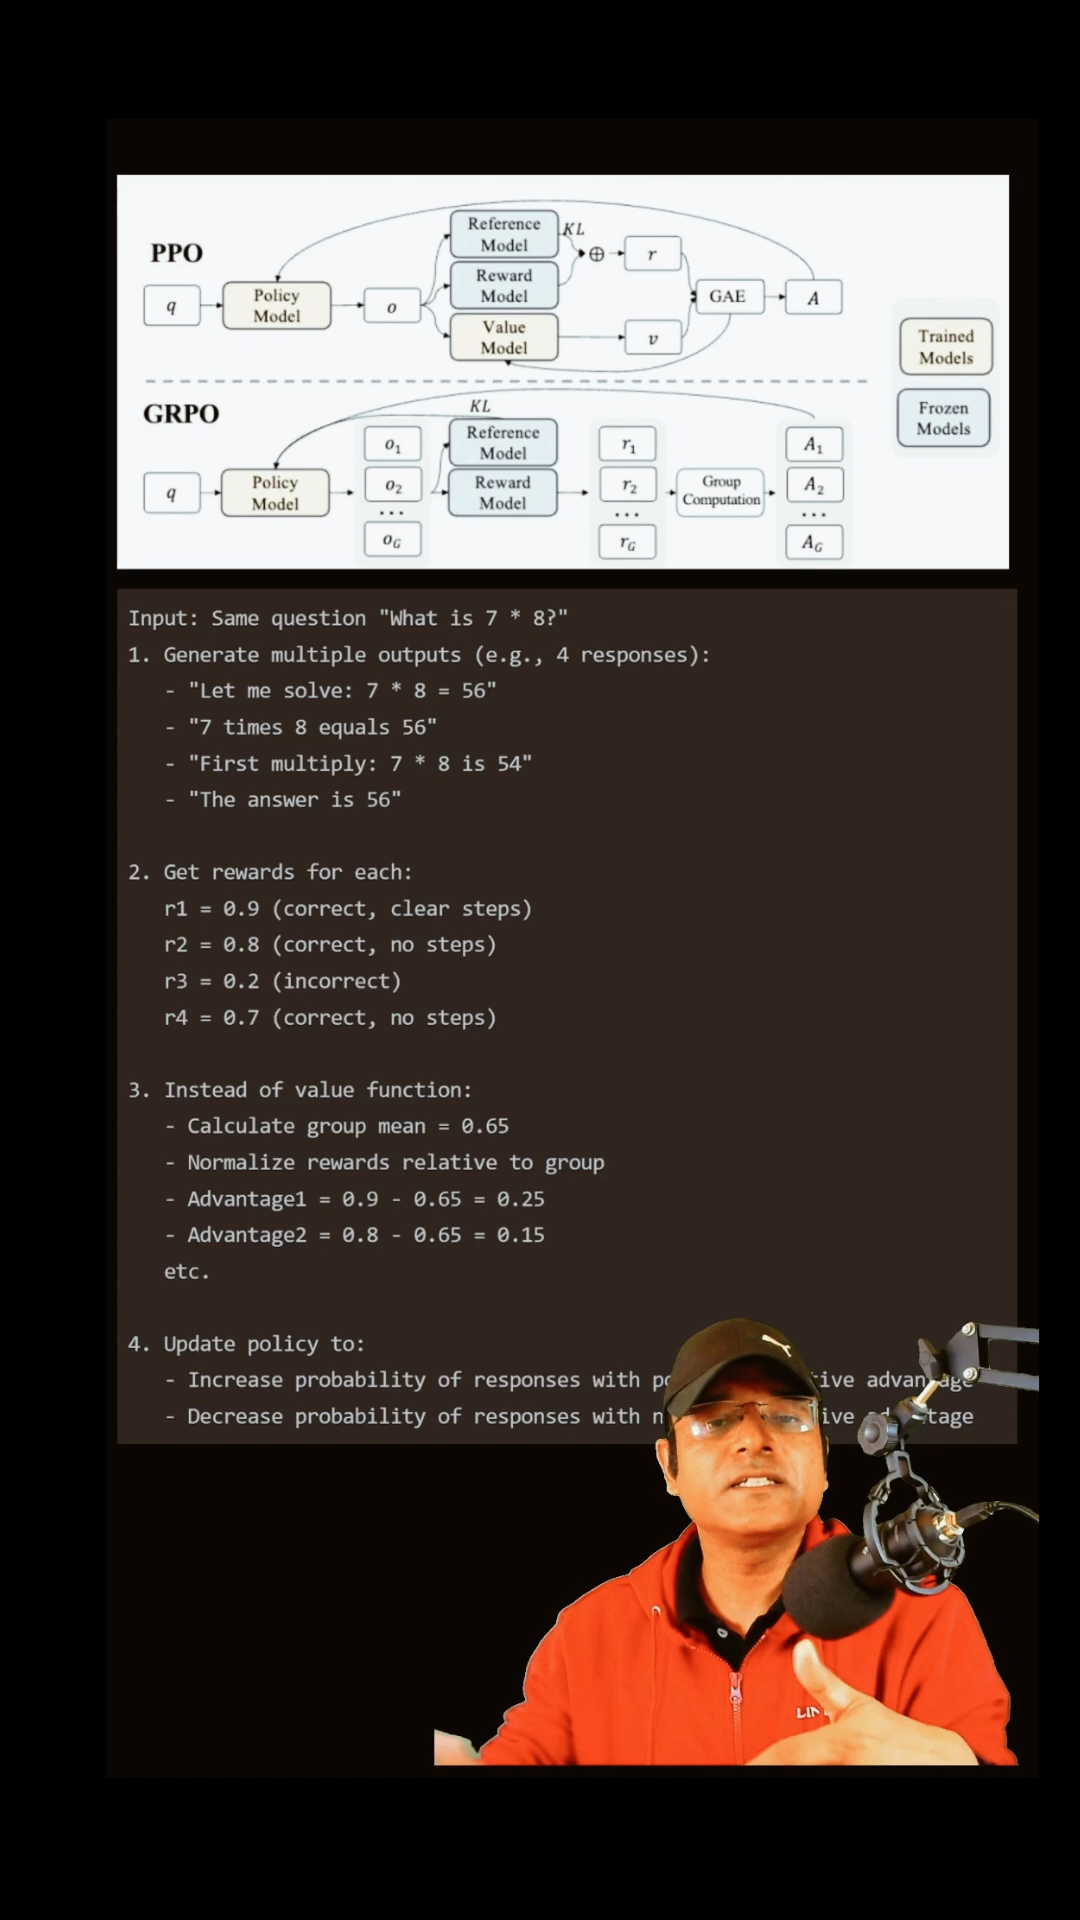 PPO
q
Policy
Model
o
Reference
Model
Reward
Model
Value
Model
KL
⊕
r
v
GAE
A
Trained
Models
Frozen
Models
GRPO
q
Policy
Model
o₁
o₂
...
o_G
KL
Reference
Model
Reward
Model
r₁
r₂
...
r_G
Group
Computation
A₁
A₂
...
A_G
Input: Same question "What is 7 * 8?"
1. Generate multiple outputs (e.g., 4 responses):
- "Let me solve: 7 * 8 = 56"
- "7 times 8 equals 56"
- "First multiply: 7 * 8 is 54"
- "The answer is 56"
2. Get rewards for each:
r1 = 0.9 (correct, clear steps)
r2 = 0.8 (correct, no steps)
r3 = 0.2 (incorrect)
r4 = 0.7 (correct, no steps)
3. Instead of value function:
- Calculate group mean = 0.65
- Normalize rewards relative to group
- Advantage1 = 0.9 - 0.65 = 0.25
- Advantage2 = 0.8 - 0.65 = 0.15
etc.
4. Update policy to:
- Increase probability of responses with
- Decrease probability of responses with